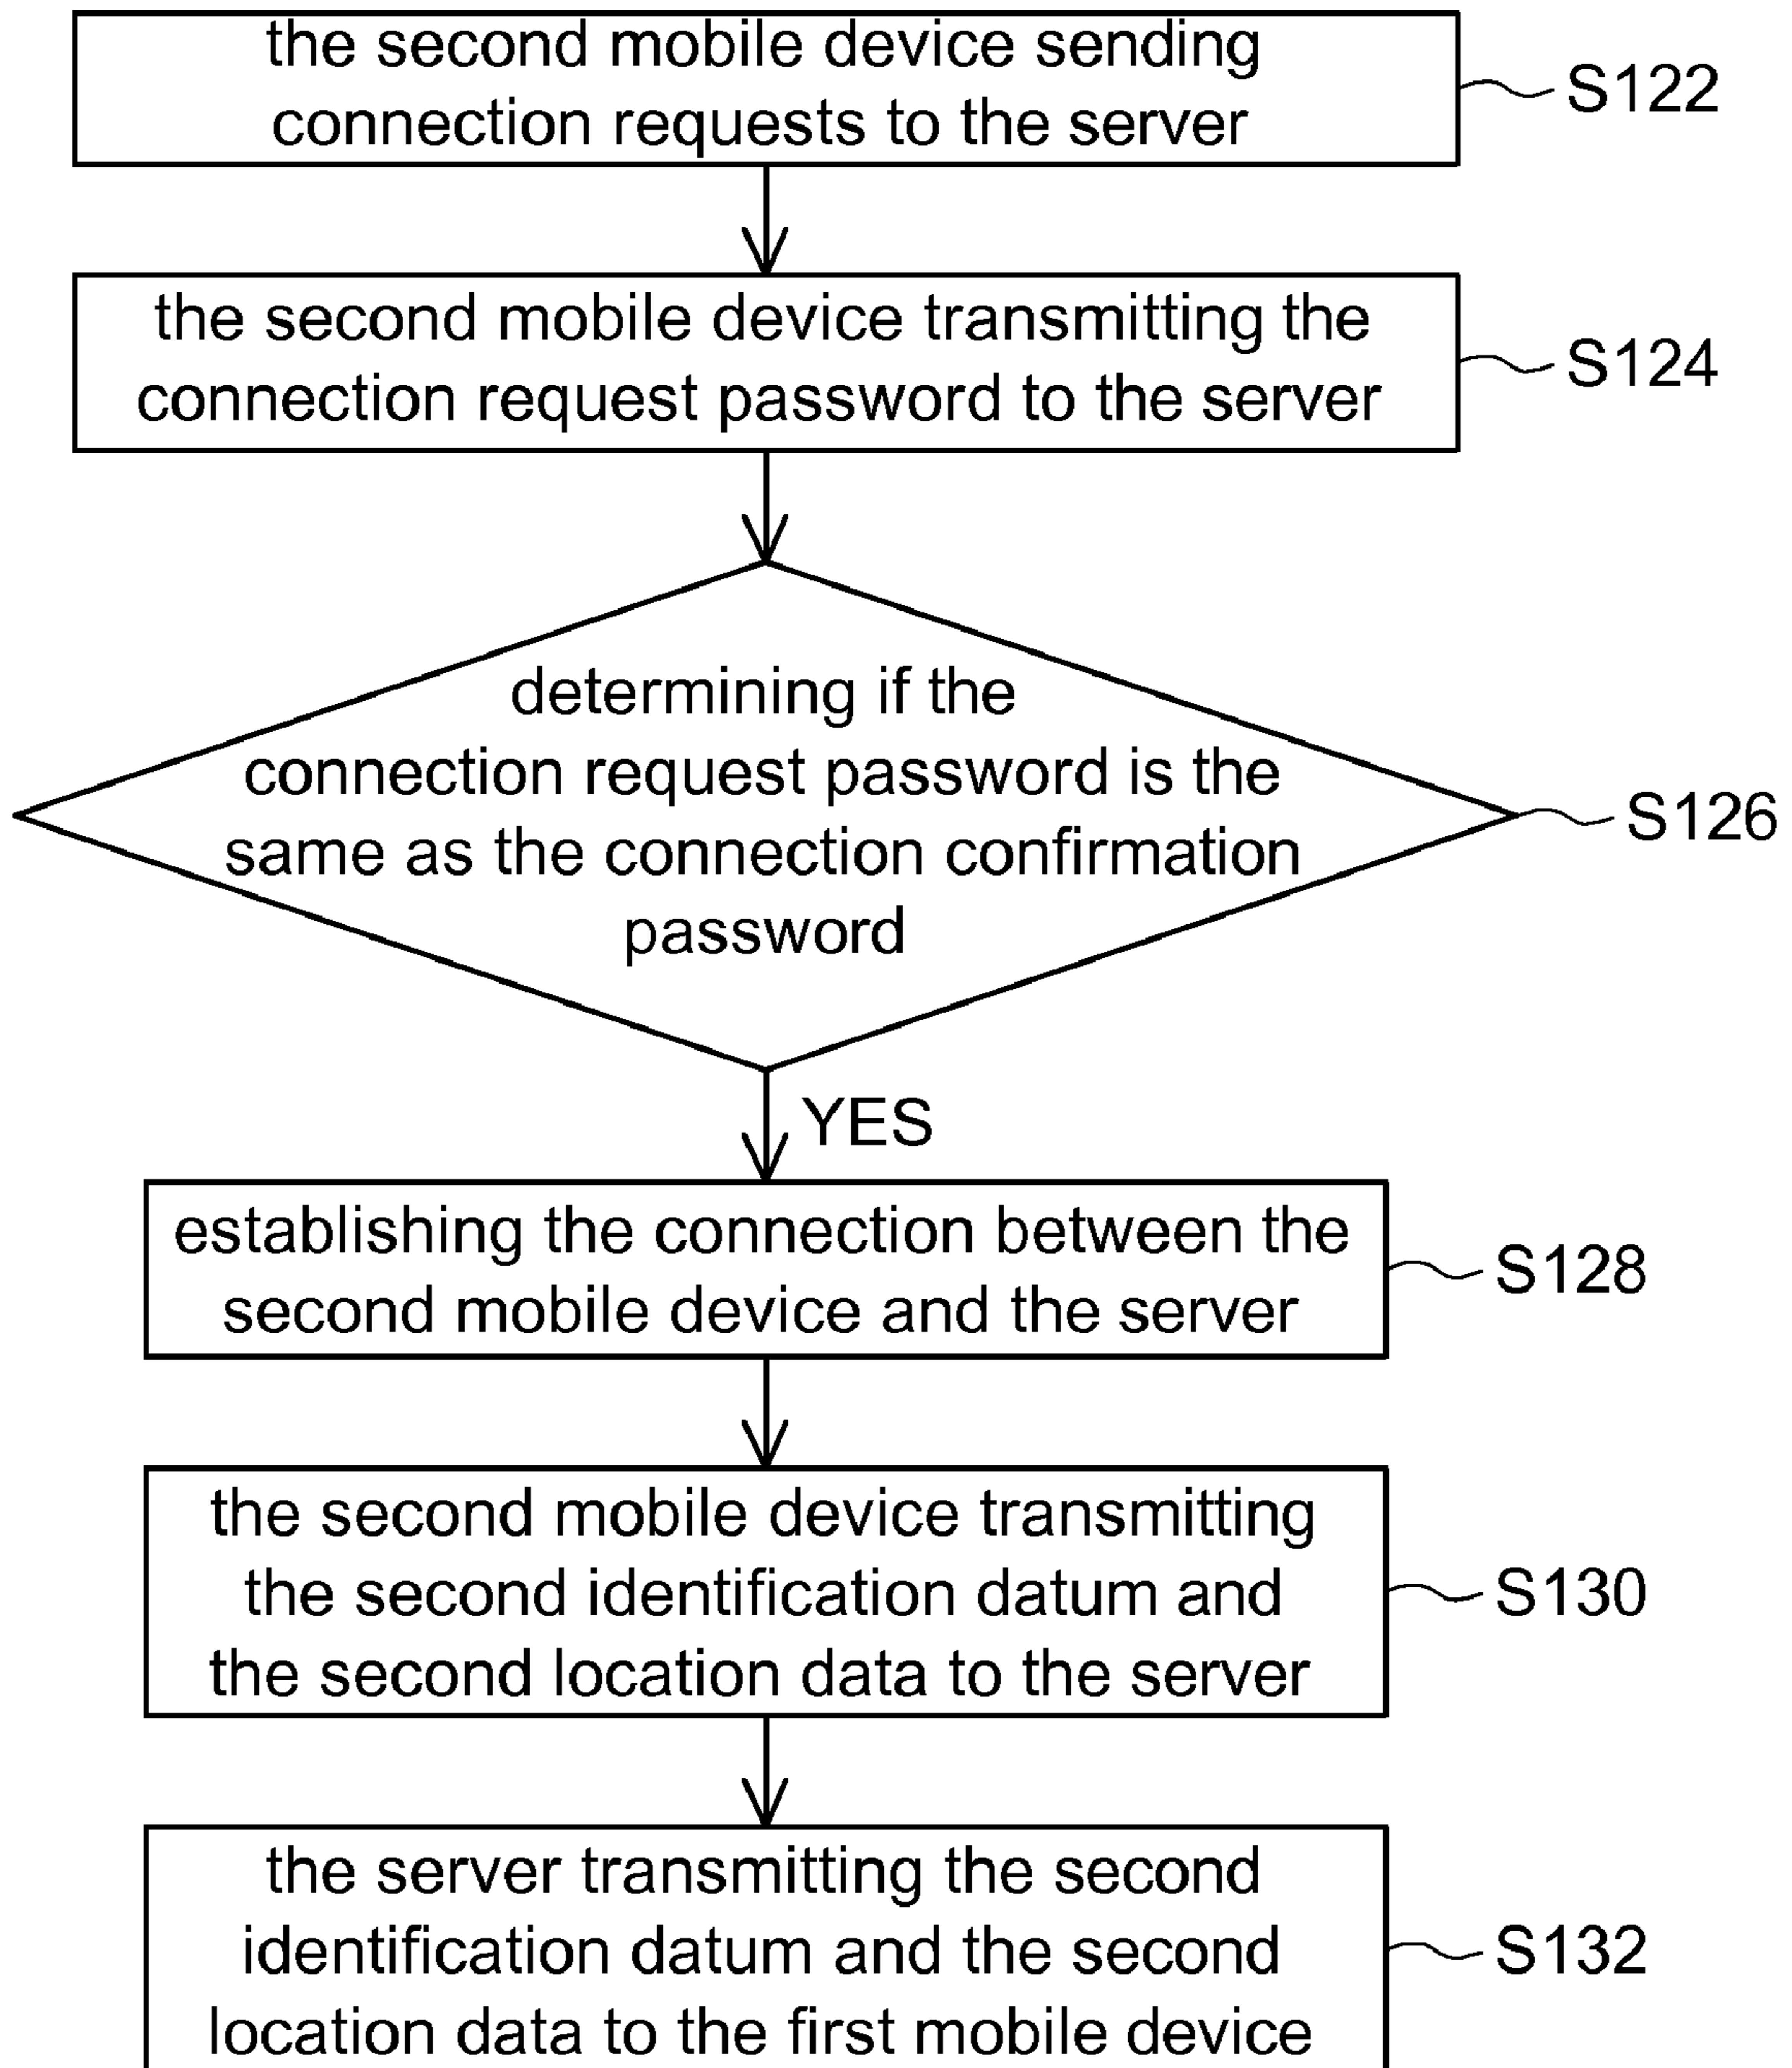 the second mobile device sending
connection requests to the server
S122
the second mobile device transmitting the
connection request password to the server
S124
determining if the
connection request password is the
same as the connection confirmation
password
S126
YES
establishing the connection between the
second mobile device and the server
S128
the second mobile device transmitting
the second identification datum and
the second location data to the server
S130
the server transmitting the second
identification datum and the second
location data to the first mobile device
S132